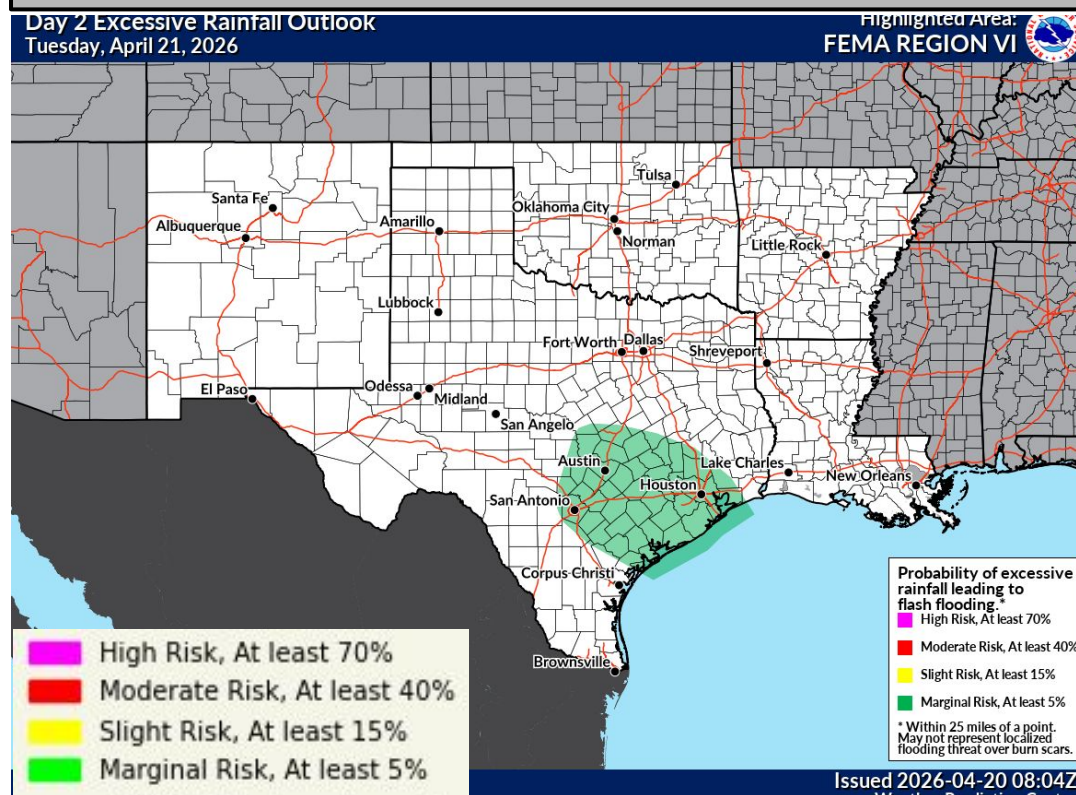 Day 2 Excessive Rainfall Outlook
Tuesday, April 21, 2026
Highlighted Area:
FEMA REGION VI
Santa Fe
Albuquerque
Amarillo
Tulsa
Oklahoma City
Norman
Little Rock
Lubbock
Fort Worth
Dallas
Shreveport
El Paso
Odessa
Midland
San Angelo
Austin
Lake Charles
Houston
New Orleans
San Antonio
Corpus Christi
Brownsville
Probability of excessive
rainfall leading to
flash flooding.*
High Risk, At least 70%
Moderate Risk, At least 40%
Slight Risk, At least 15%
Marginal Risk, At least 5%
* Within 25 miles of a point.
May not represent localized
flooding threat over burn scars.
High Risk, At least 70%
Moderate Risk, At least 40%
Slight Risk, At least 15%
Marginal Risk, At least 5%
Issued 2026-04-20 08:04Z
Weather Prediction Center